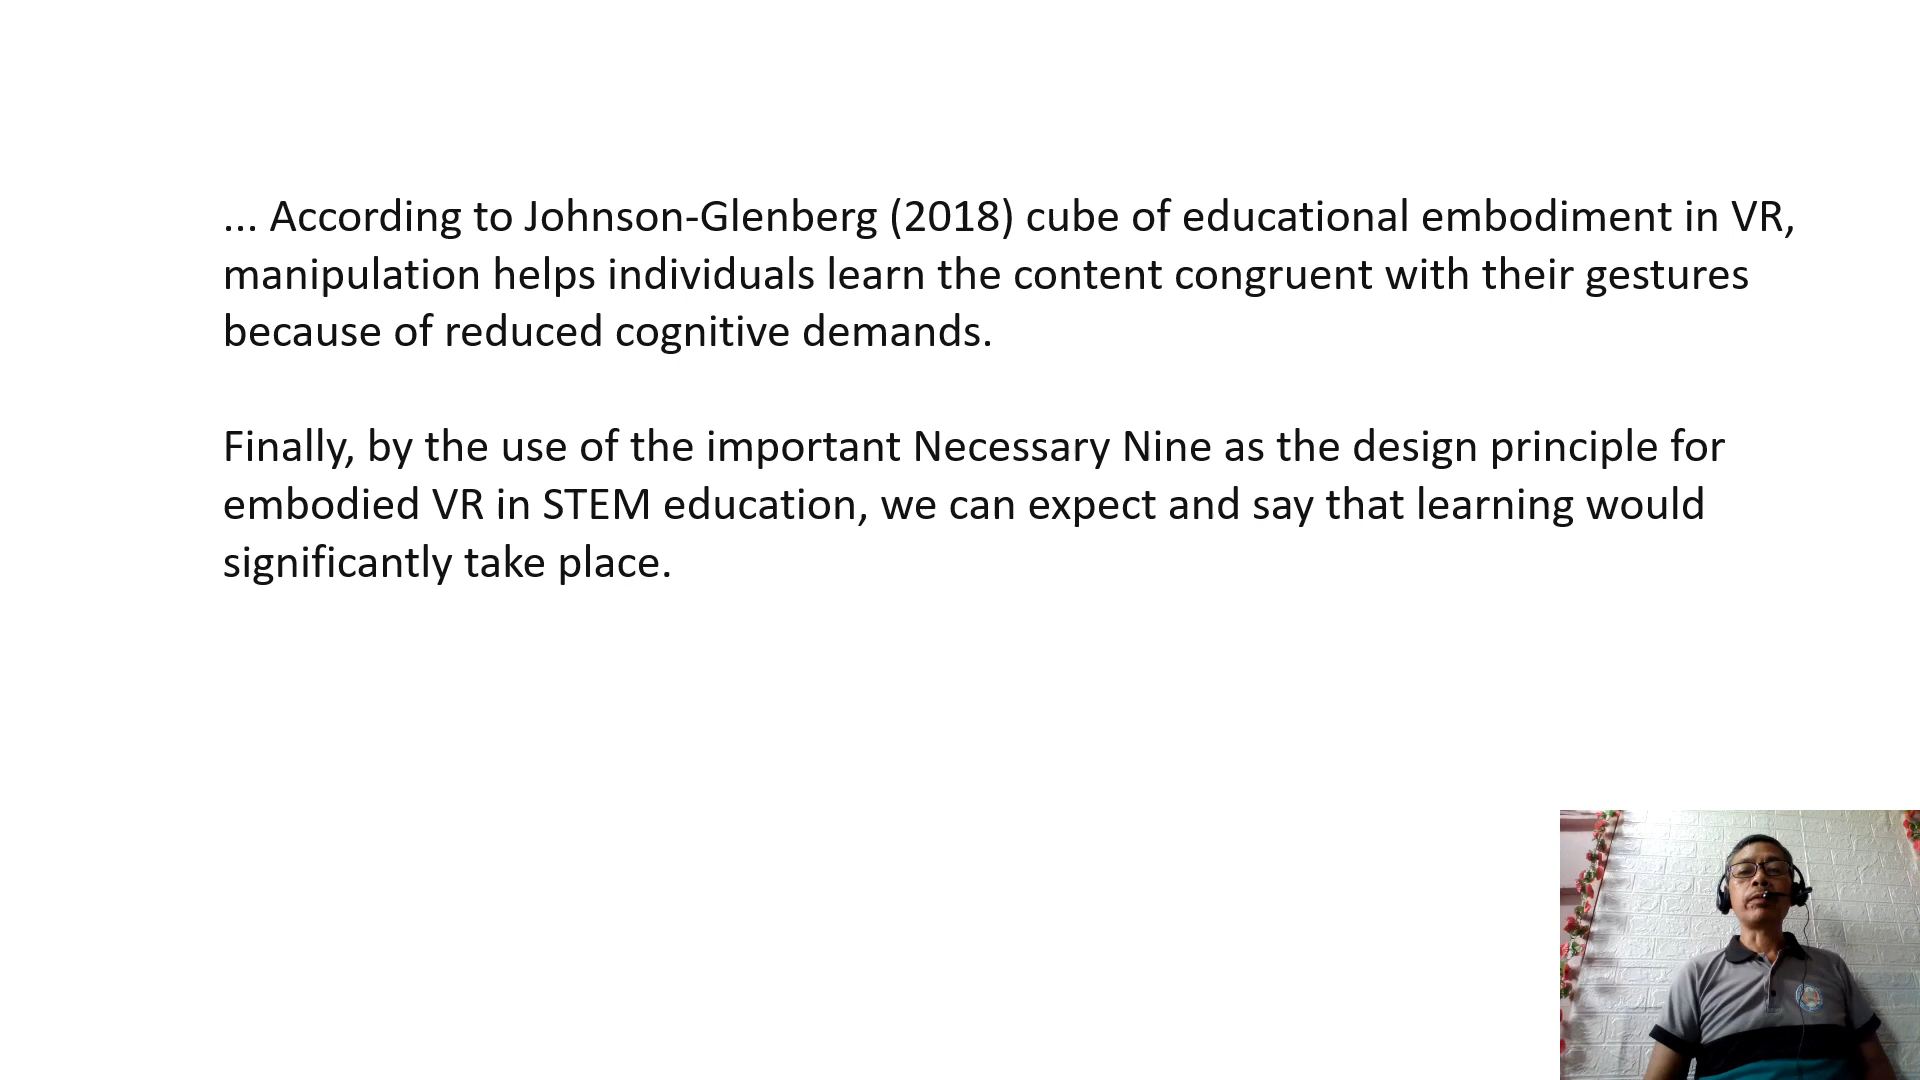 ... According to Johnson-Glenberg (2018) cube of educational embodiment in VR,
manipulation helps individuals learn the content congruent with their gestures
because of reduced cognitive demands.
Finally, by the use of the important Necessary Nine as the design principle for
embodied VR in STEM education, we can expect and say that learning would
significantly take place.